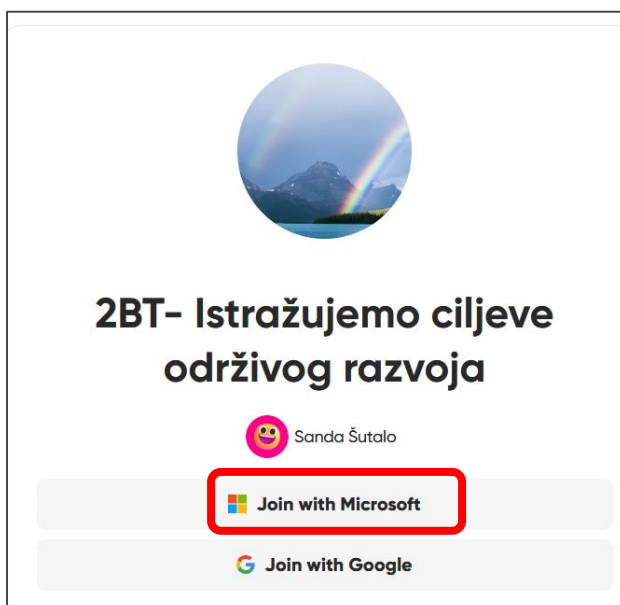 2BT- Istražujemo ciljeve
održivog razvoja
Sanda Šutalo
Join with Microsoft
Join with Google